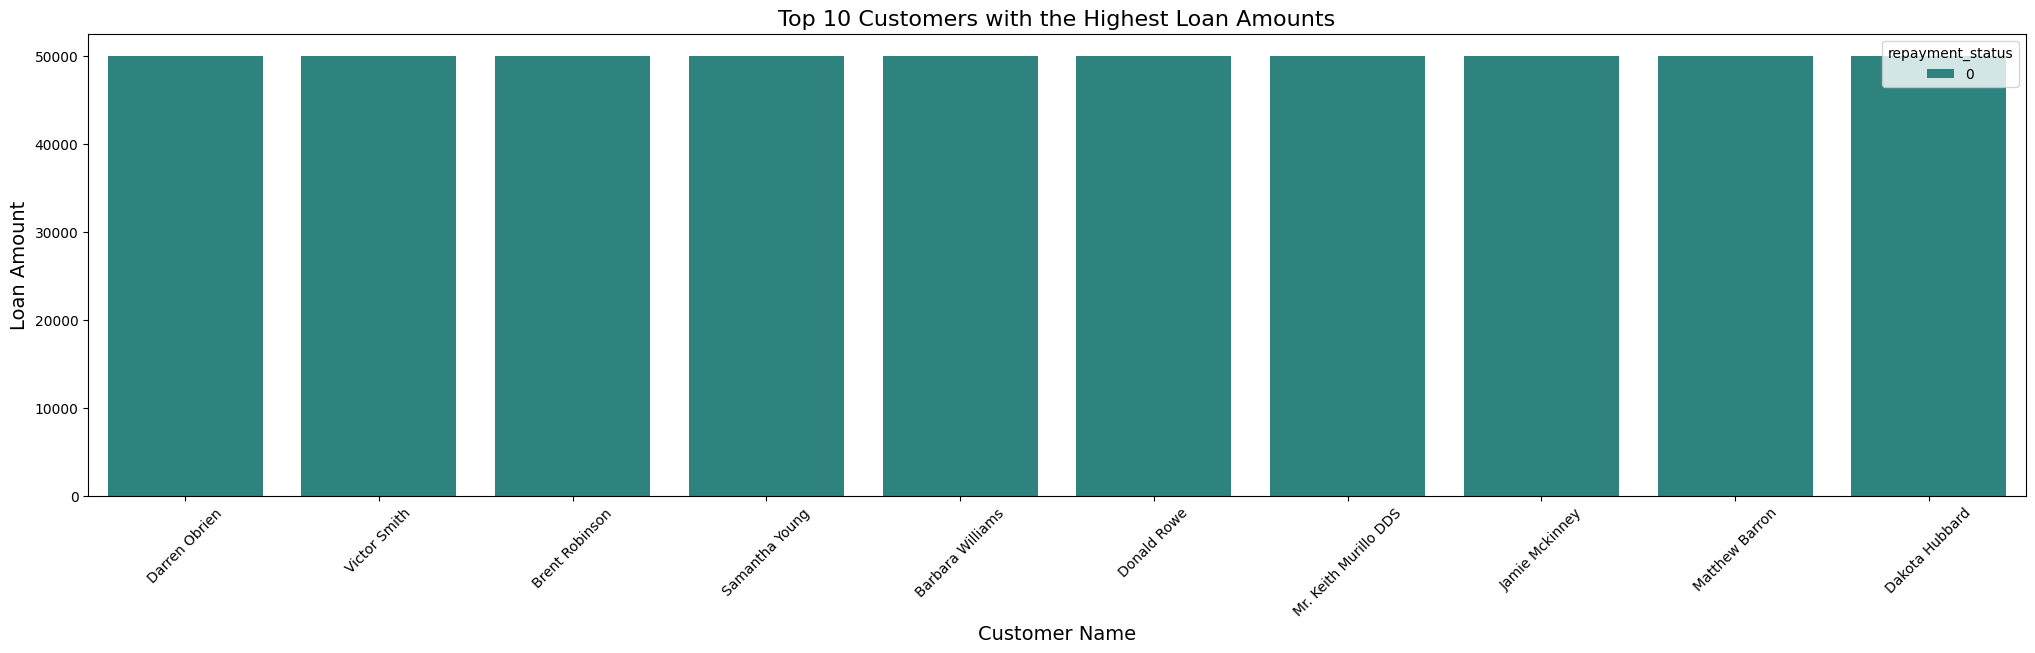 Top 10 Customers with the Highest Loan Amounts
repayment_status
0
Loan Amount
50000
40000
30000
20000
10000
0
Darren Obrien
Victor Smith
Brent Robinson
Samantha Young
Barbara Williams
Donald Rowe
Mr. Keith Murillo DDS
Jamie Mckinney
Matthew Barron
Dakota Hubbard
Customer Name